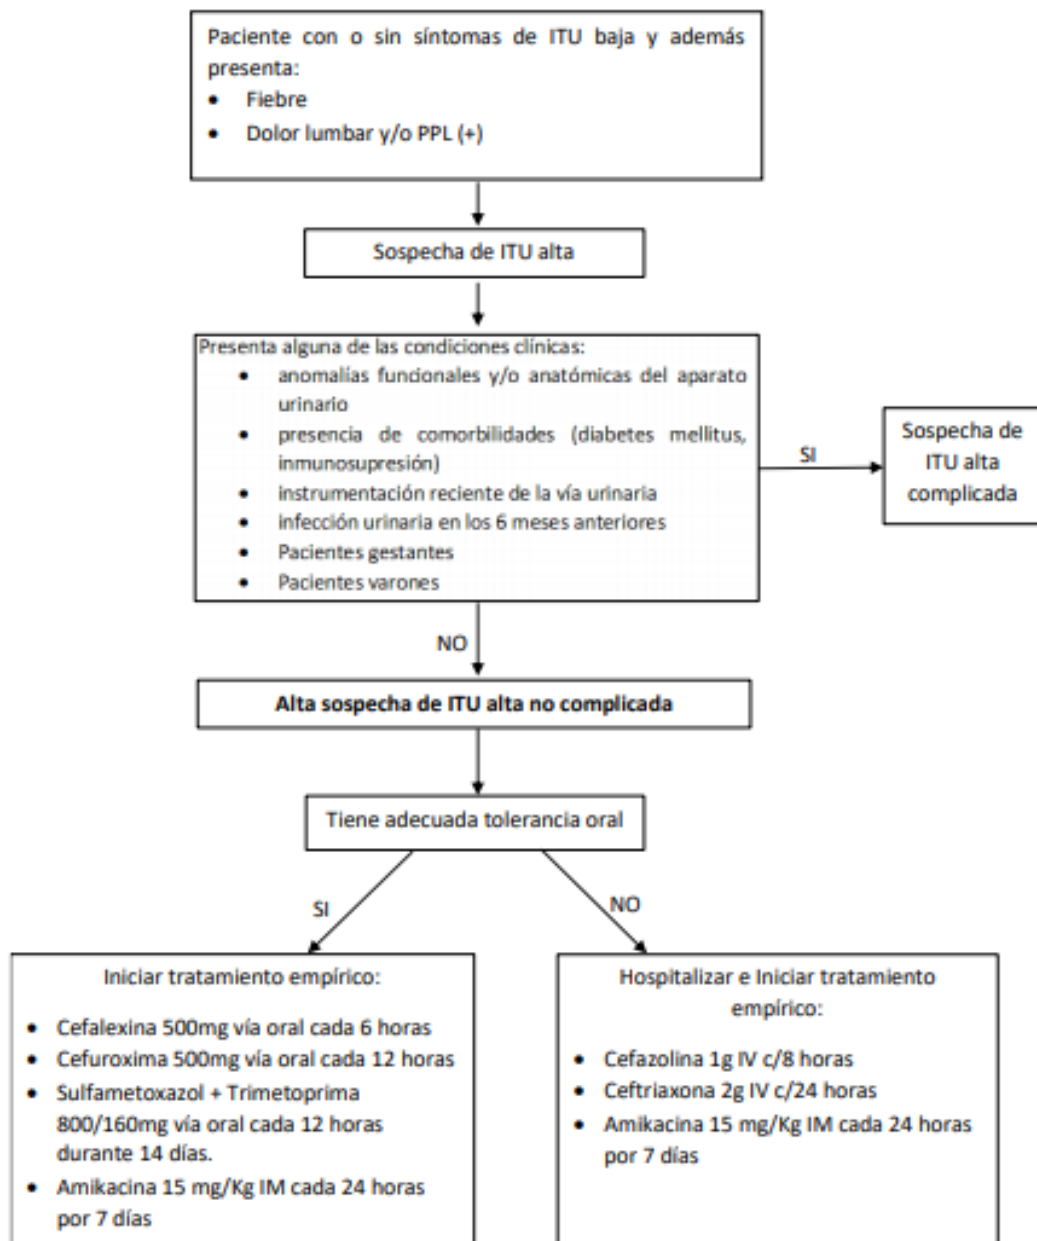 Paciente con o sin síntomas de ITU baja y además
presenta:
• Fiebre
• Dolor lumbar y/o PPL (+)
Sospecha de ITU alta
Presenta alguna de las condiciones clínicas:
• anomalías funcionales y/o anatómicas del aparato
urinario
• presencia de comorbilidades (diabetes mellitus,
inmunosupresión)
• instrumentación reciente de la vía urinaria
• infección urinaria en los 6 meses anteriores
• Pacientes gestantes
• Pacientes varones
SI
Sospecha de
ITU alta
complicada
NO
Alta sospecha de ITU alta no complicada
Tiene adecuada tolerancia oral
SI
NO
Iniciar tratamiento empírico:
• Cefalexina 500mg vía oral cada 6 horas
• Cefuroxima 500mg vía oral cada 12 horas
• Sulfametoxazol + Trimetoprima
800/160mg vía oral cada 12 horas
durante 14 días.
• Amikacina 15 mg/Kg IM cada 24 horas
por 7 días
Hospitalizar e Iniciar tratamiento
empírico:
• Cefazolina 1g IV c/8 horas
• Ceftriaxona 2g IV c/24 horas
• Amikacina 15 mg/Kg IM cada 24 horas
por 7 días